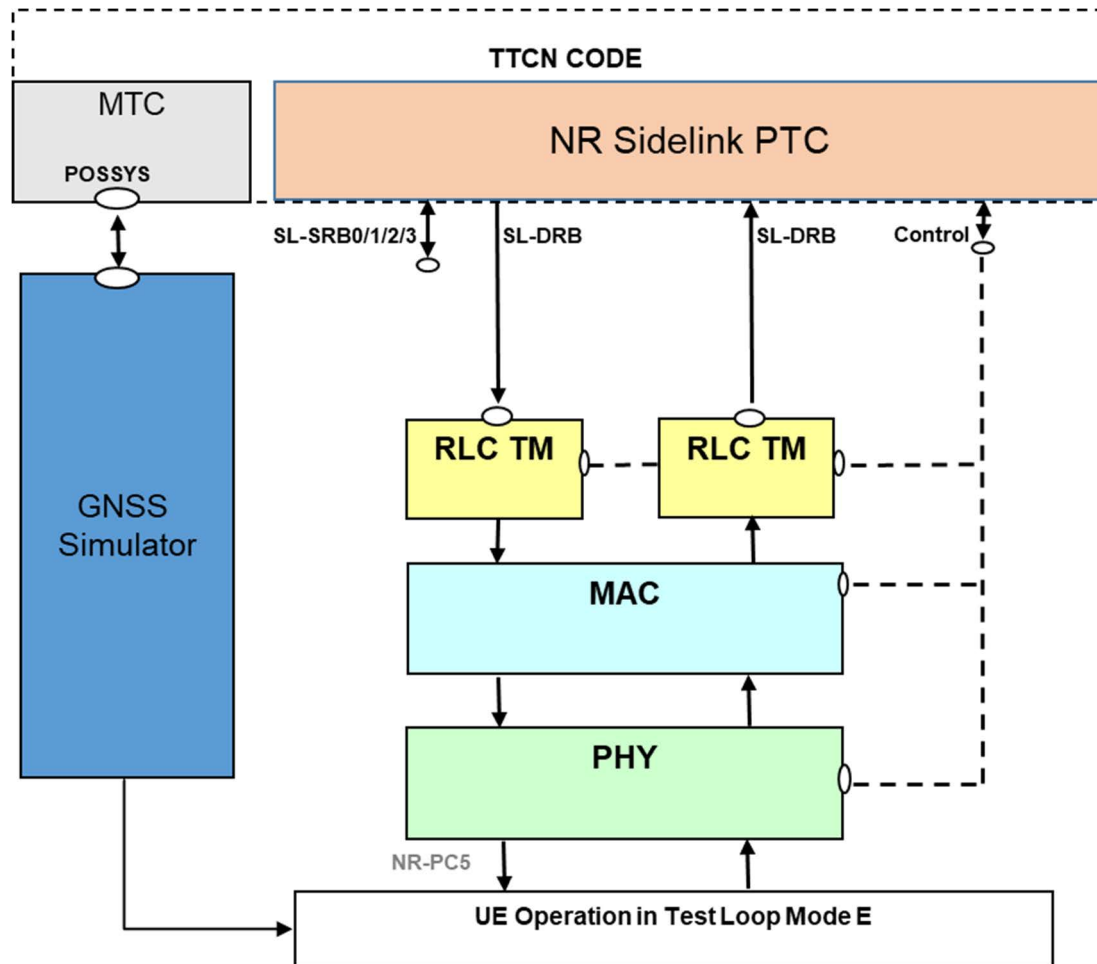 TTCN CODE
MTC
NR Sidelink PTC
POSSYS
SL-SRB0/1/2/3
SL-DRB
SL-DRB
Control
RLC TM
RLC TM
GNSS
Simulator
MAC
PHY
NR-PC5
UE Operation in Test Loop Mode E